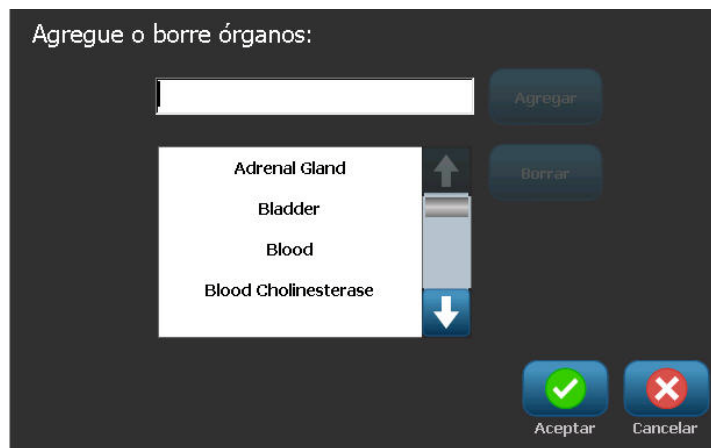 Agregue o borre órganos:
Agregar
Adrenal Gland
Borrar
Bladder
Blood
Blood Cholinesterase
Aceptar
Cancelar